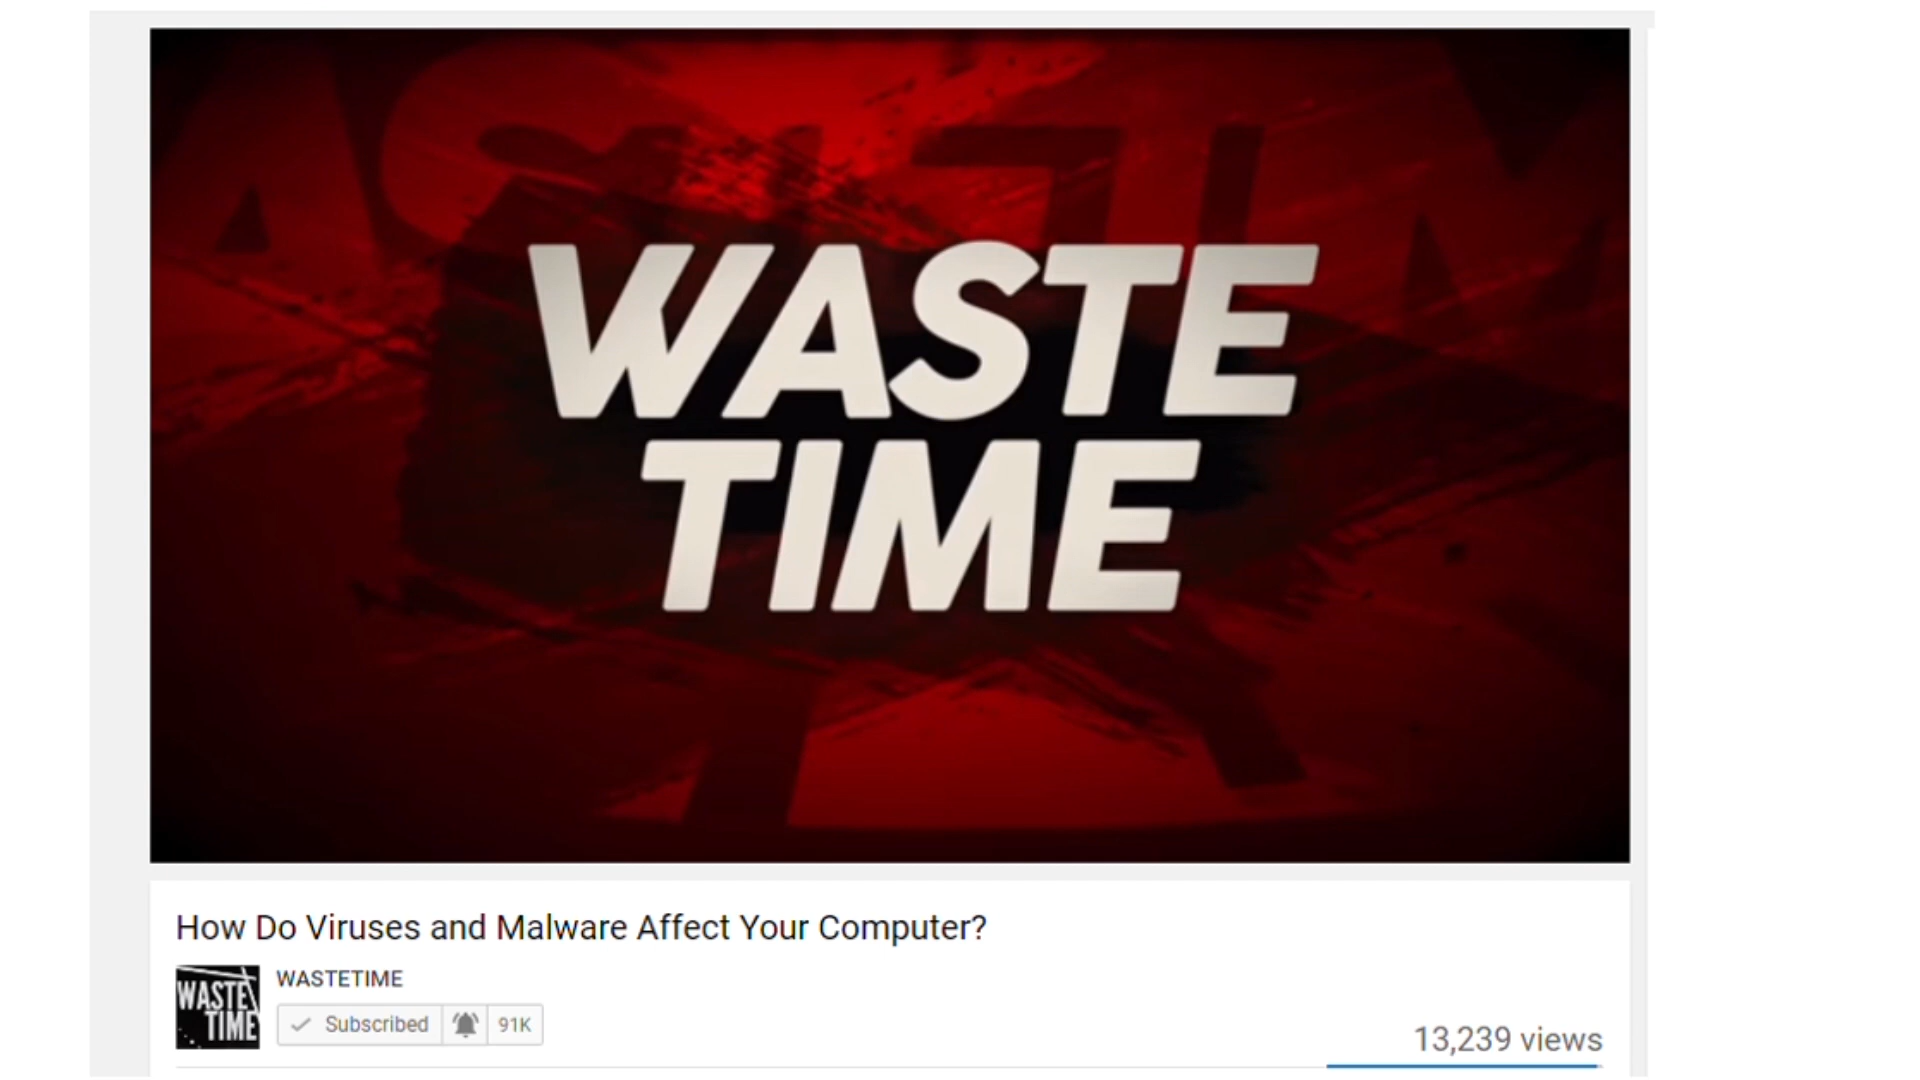 WASTE
TIME
How Do Viruses and Malware Affect Your Computer?
WASTE
TIME
WASTETIME
Subscribed 91K
13,239 views